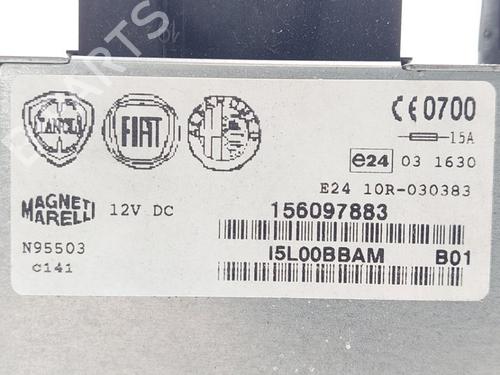 LANCIA
FIAT
CE 0700
15A
e24 03 1630
E24 10R-030383
MAGNETI
MARELLI
12V DC
156097883
N95503
C141
I5L00BBAM B01